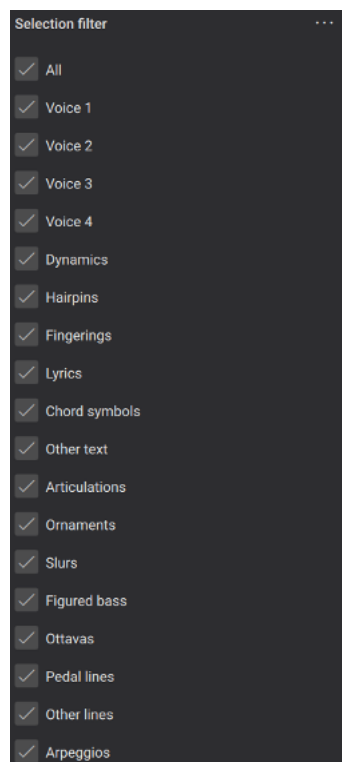 Selection filter
All
Voice 1
Voice 2
Voice 3
Voice 4
Dynamics
Hairpins
Fingerings
Lyrics
Chord symbols
Other text
Articulations
Ornaments
Slurs
Figured bass
Ottavas
Pedal lines
Other lines
Arpeggios